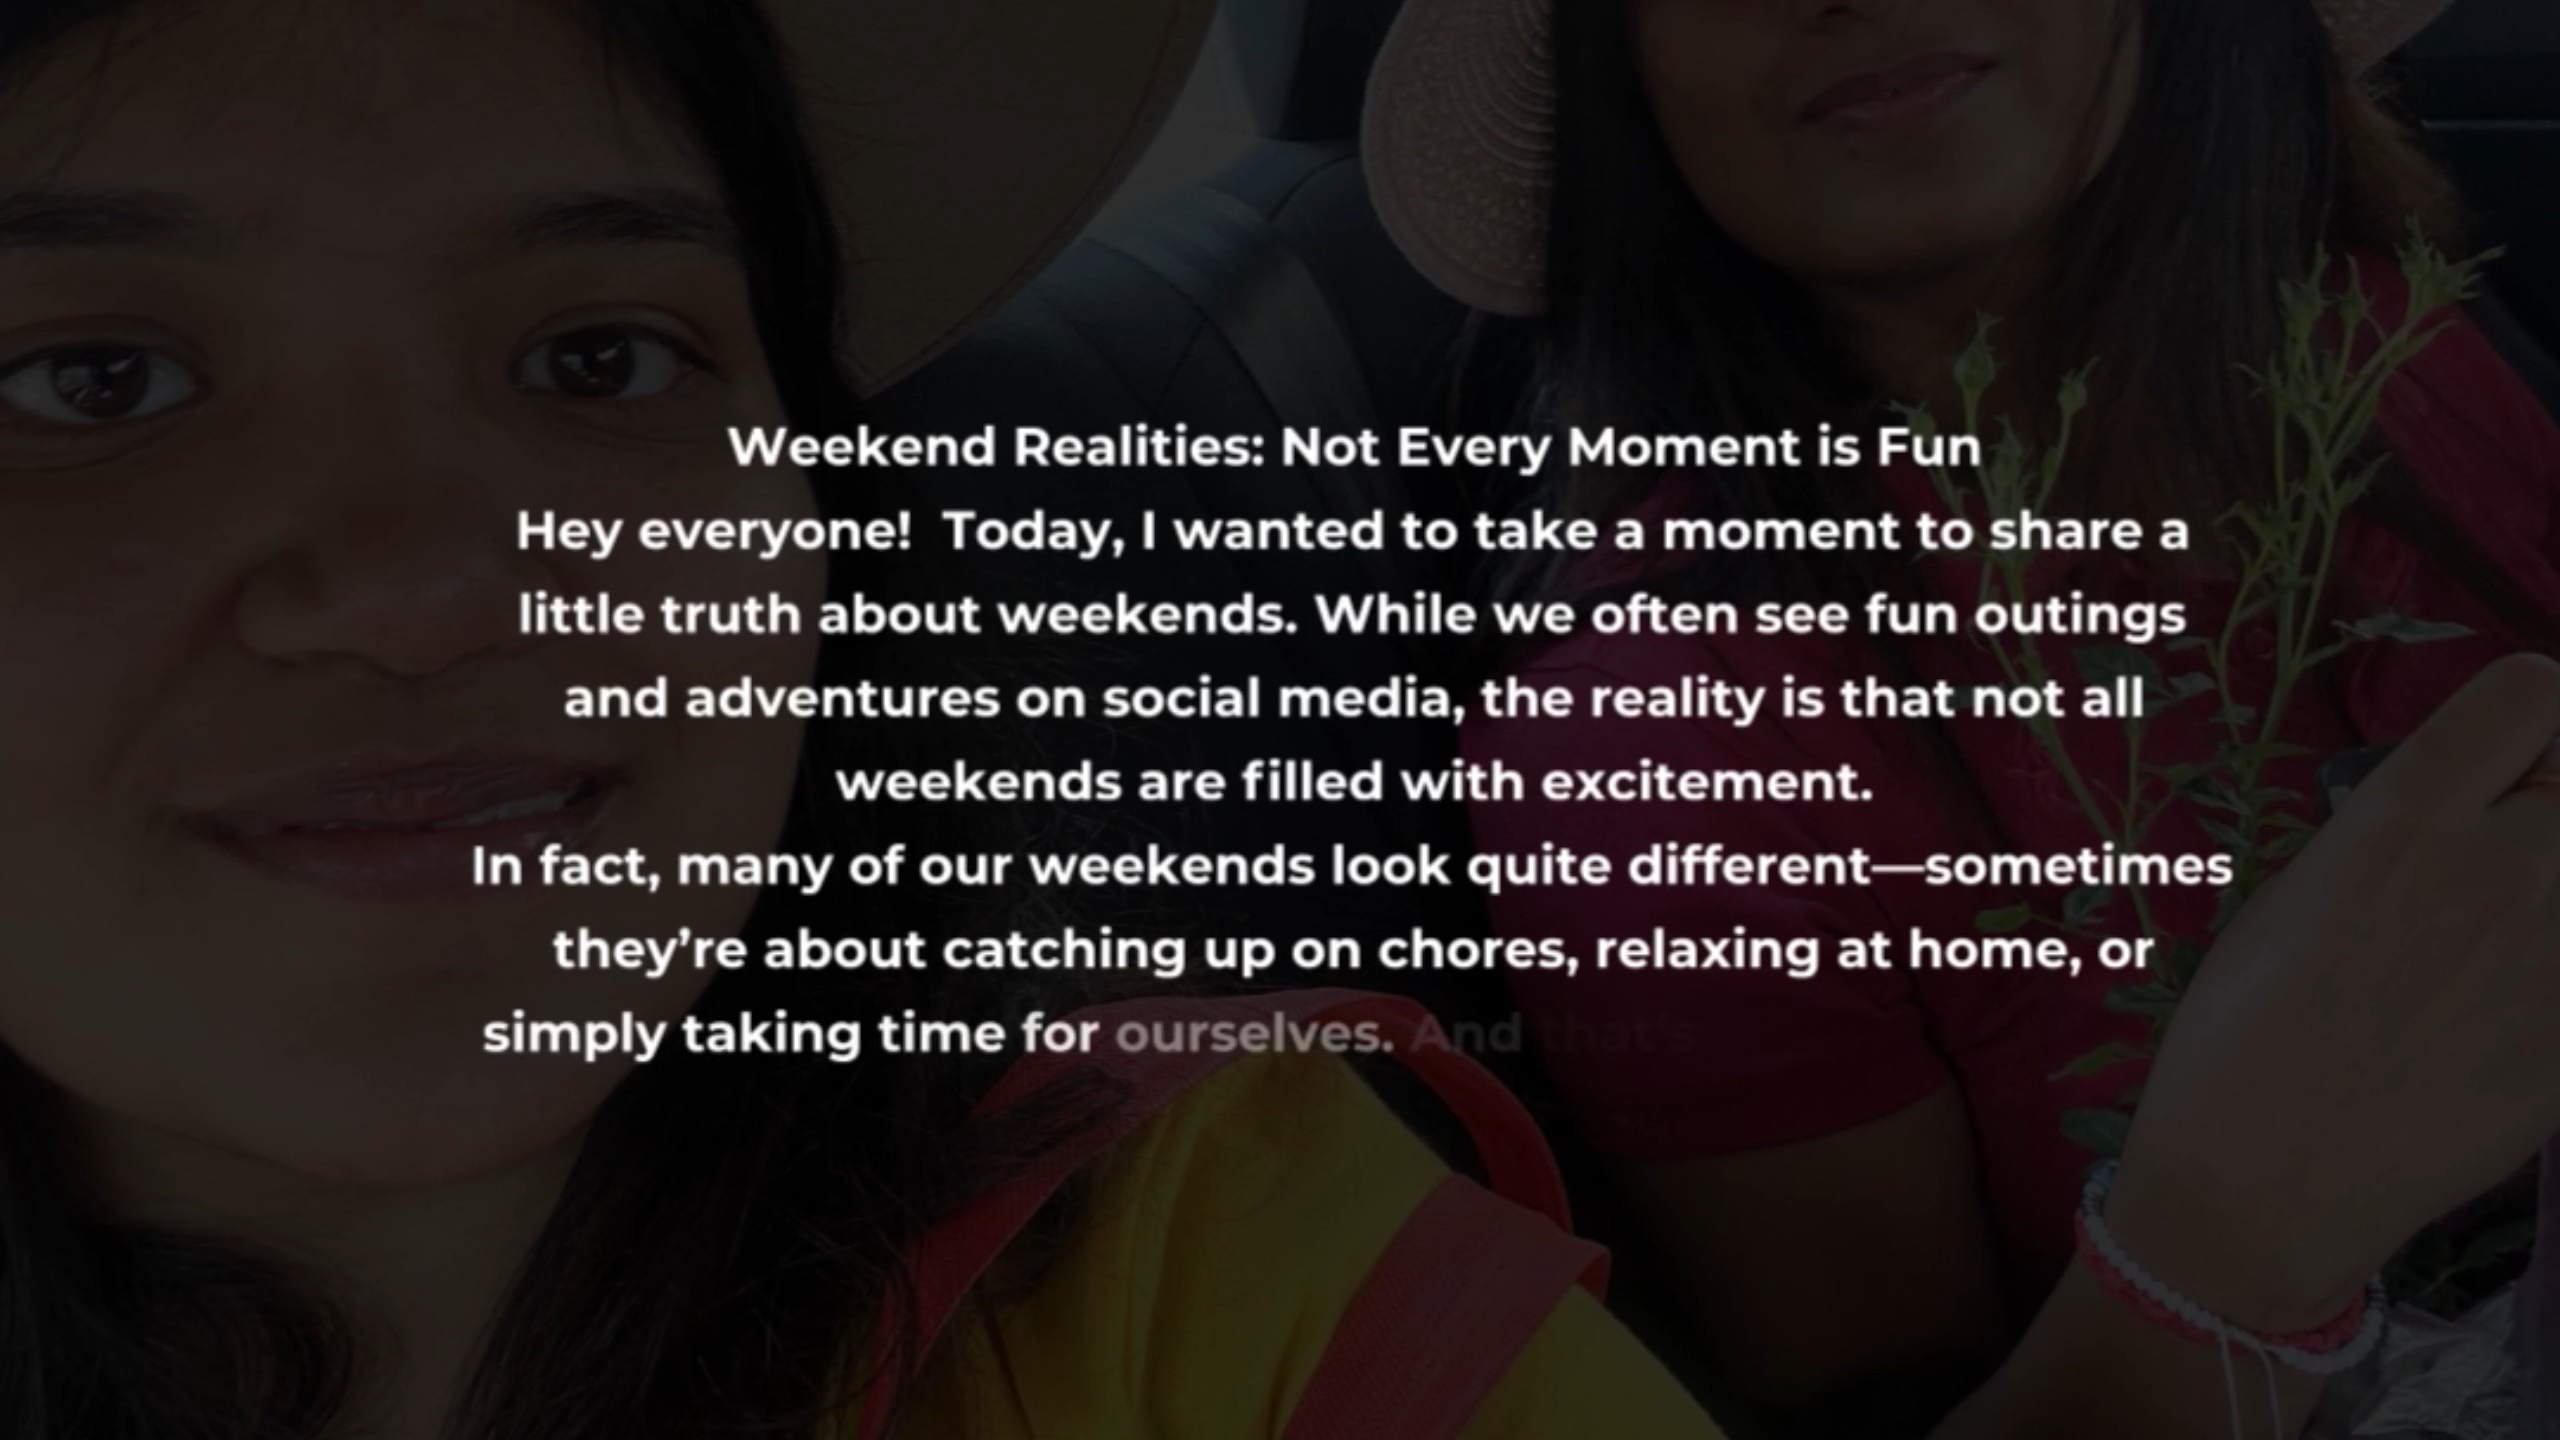 Weekend Realities: Not Every Moment is Fun
Hey everyone!  Today, I wanted to take a moment to share a
little truth about weekends. While we often see fun outings
and adventures on social media, the reality is that not all
weekends are filled with excitement.
In fact, many of our weekends look quite different—sometimes
they’re about catching up on chores, relaxing at home, or
simply taking time for ourselves. And that's